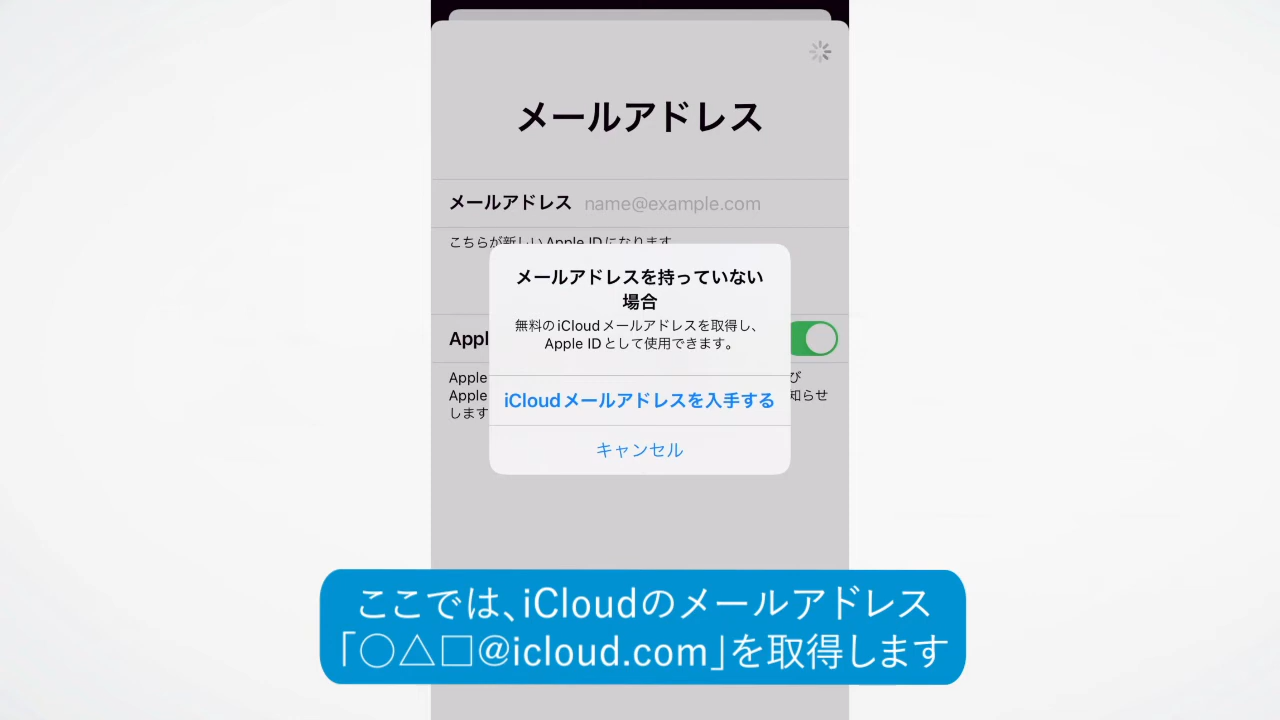 メールアドレス
メールアドレス name@example.com
こちらが新しいApple IDになります
メールアドレスを持っていない
場合
無料のiCloudメールアドレスを取得し、
Apple IDとして使用できます。
Appl
Apple び
Apple 知らせ
します
iCloudメールアドレスを入手する
キャンセル
ここでは、iCloudのメールアドレス
「○△□@icloud.com」を取得します